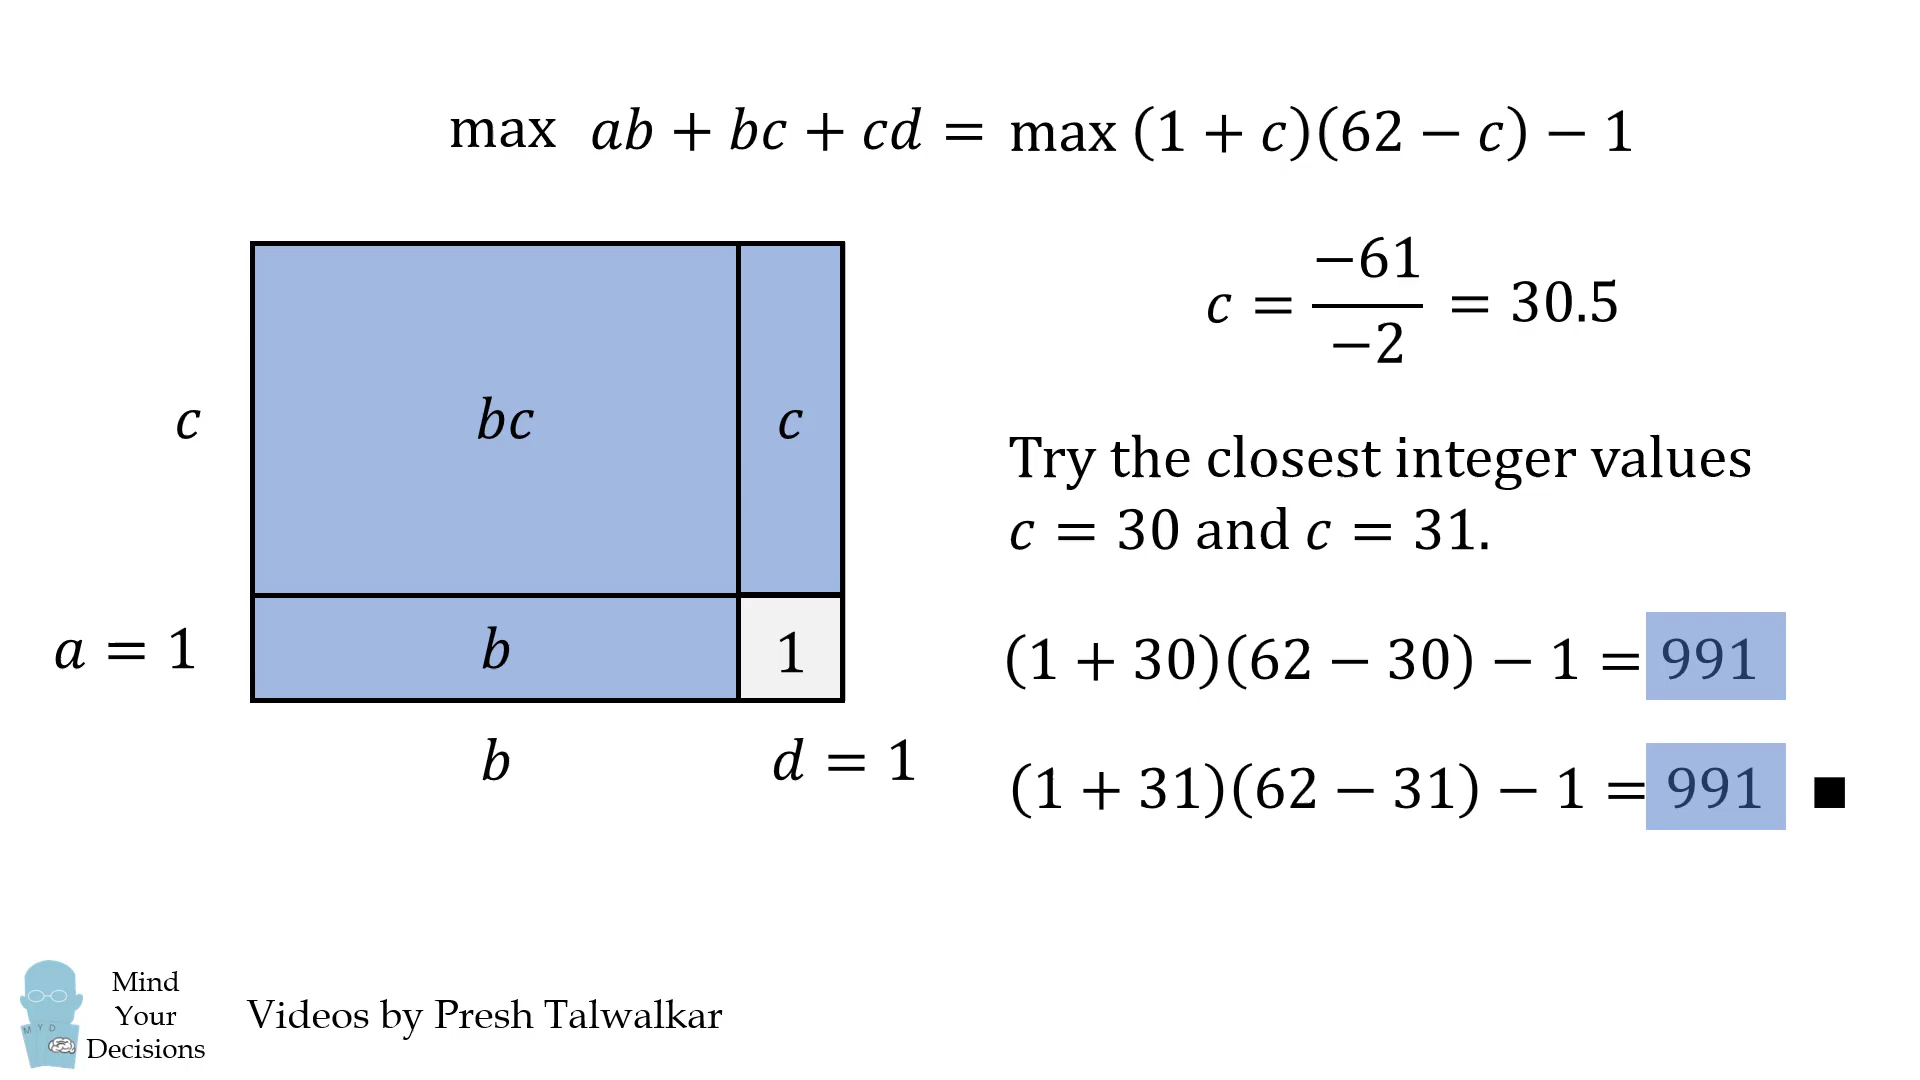 max ab + bc + cd = max (1 + c)(62 − c) − 1
c = −61/−2 = 30.5
bc
c
c
Try the closest integer values
c = 30 and c = 31.
a = 1
b
1
(1 + 30)(62 − 30) − 1 = 991
b
d = 1
(1 + 31)(62 − 31) − 1 = 991 ■
M Y D
Mind
Your
Decisions
Videos by Presh Talwalkar